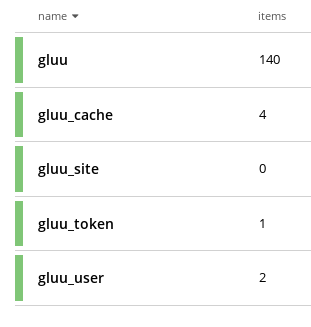 name ▼ items
gluu 140
gluu_cache 4
gluu_site 0
gluu_token 1
gluu_user 2